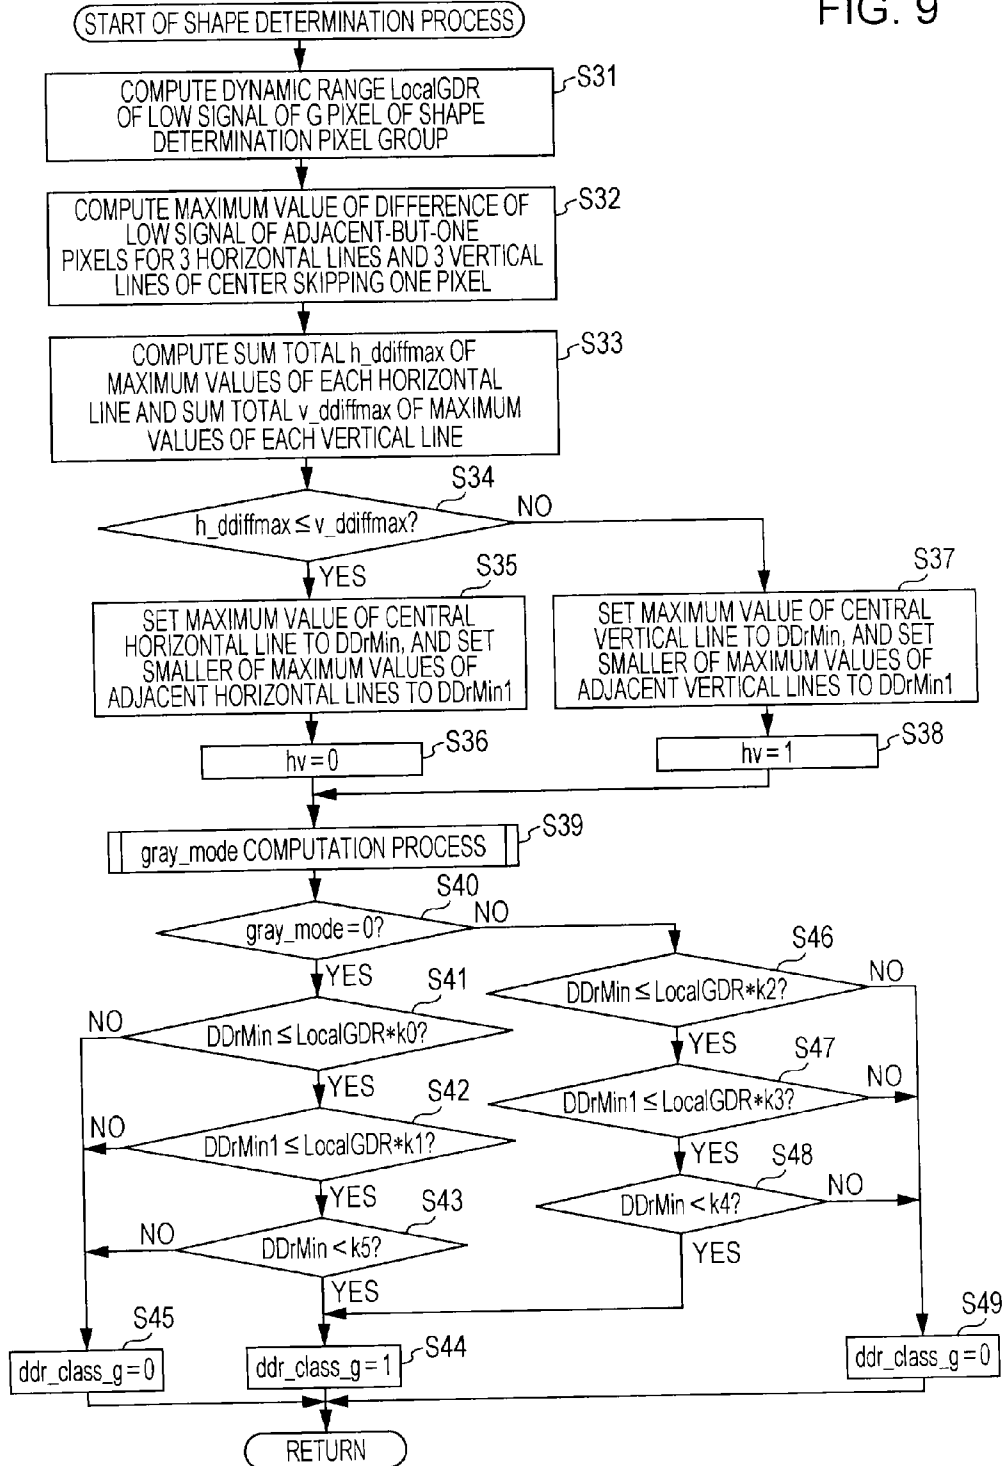 FIG. 9
START OF SHAPE DETERMINATION PROCESS
S31
COMPUTE DYNAMIC RANGE LocalGDR
OF LOW SIGNAL OF G PIXEL OF SHAPE
DETERMINATION PIXEL GROUP
S32
COMPUTE MAXIMUM VALUE OF DIFFERENCE OF
LOW SIGNAL OF ADJACENT-BUT-ONE
PIXELS FOR 3 HORIZONTAL LINES AND 3 VERTICAL
LINES OF CENTER SKIPPING ONE PIXEL
S33
COMPUTE SUM TOTAL h_ddiffmax OF
MAXIMUM VALUES OF EACH HORIZONTAL
LINE AND SUM TOTAL v_ddiffmax OF MAXIMUM
VALUES OF EACH VERTICAL LINE
S34
h_ddiffmax ≤ v_ddiffmax?
NO
YES
S35
SET MAXIMUM VALUE OF CENTRAL
HORIZONTAL LINE TO DDrMin, AND SET
SMALLER OF MAXIMUM VALUES OF
ADJACENT HORIZONTAL LINES TO DDrMin1
S37
SET MAXIMUM VALUE OF CENTRAL
VERTICAL LINE TO DDrMin, AND SET
SMALLER OF MAXIMUM VALUES OF
ADJACENT VERTICAL LINES TO DDrMin1
S36
hv = 0
S38
hv = 1
S39
gray_mode COMPUTATION PROCESS
S40
gray_mode = 0?
NO
YES
S41
DDrMin ≤ LocalGDR*k0?
NO
YES
S42
DDrMin1 ≤ LocalGDR*k1?
NO
YES
S43
DDrMin < k5?
NO
YES
S46
DDrMin ≤ LocalGDR*k2?
NO
YES
S47
DDrMin1 ≤ LocalGDR*k3?
NO
YES
S48
DDrMin < k4?
NO
YES
S45
ddr_class_g = 0
S44
ddr_class_g = 1
S49
ddr_class_g = 0
RETURN